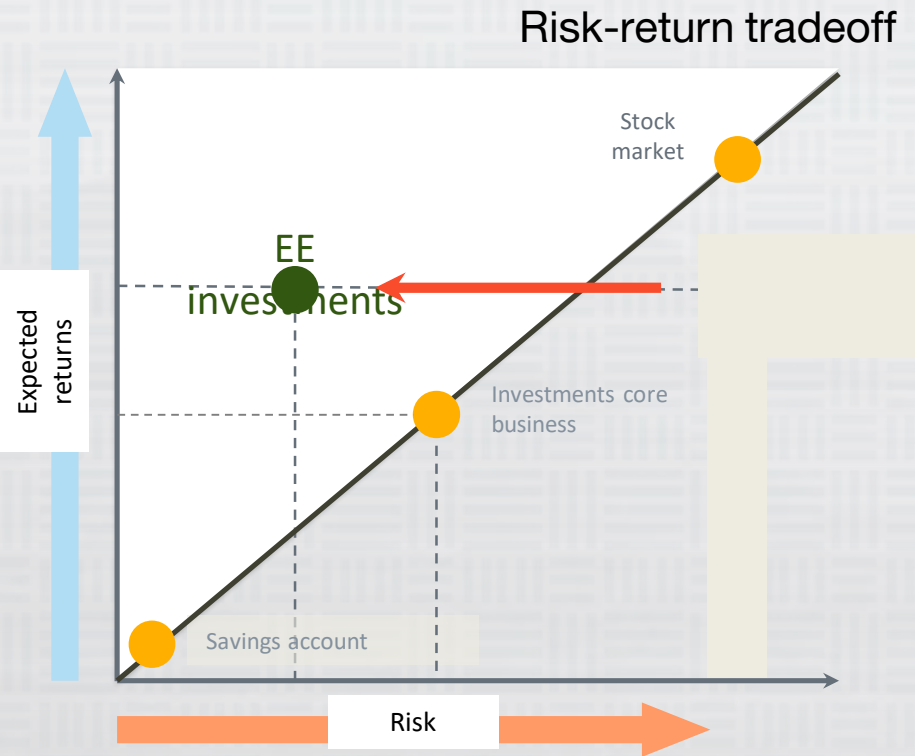 Risk-return tradeoff
Stock
market
EE
investments
Expected
returns
Investments core
business
Savings account
Risk